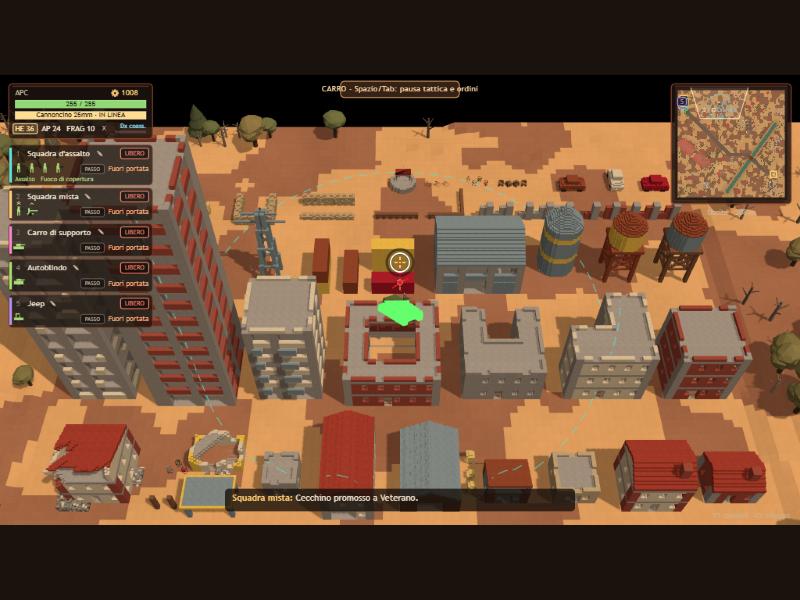 APC 1008
255 / 255
Cannoncino 25mm - IN LINEA
HE 36 AP 24 FRAG 10 X Dx coass.
CARRO - Spazio/Tab: pausa tattica e ordini
1 Squadra d'assalto LIBERO
PASSO Fuori portata
Assalto Fuoco di copertura
2 Squadra mista LIBERO
PASSO Fuori portata
3 Carro di supporto LIBERO
PASSO Fuori portata
4 Autoblindo LIBERO
PASSO Fuori portata
5 Jeep LIBERO
PASSO Fuori portata
Squadra mista: Cecchino promosso a Veterano.